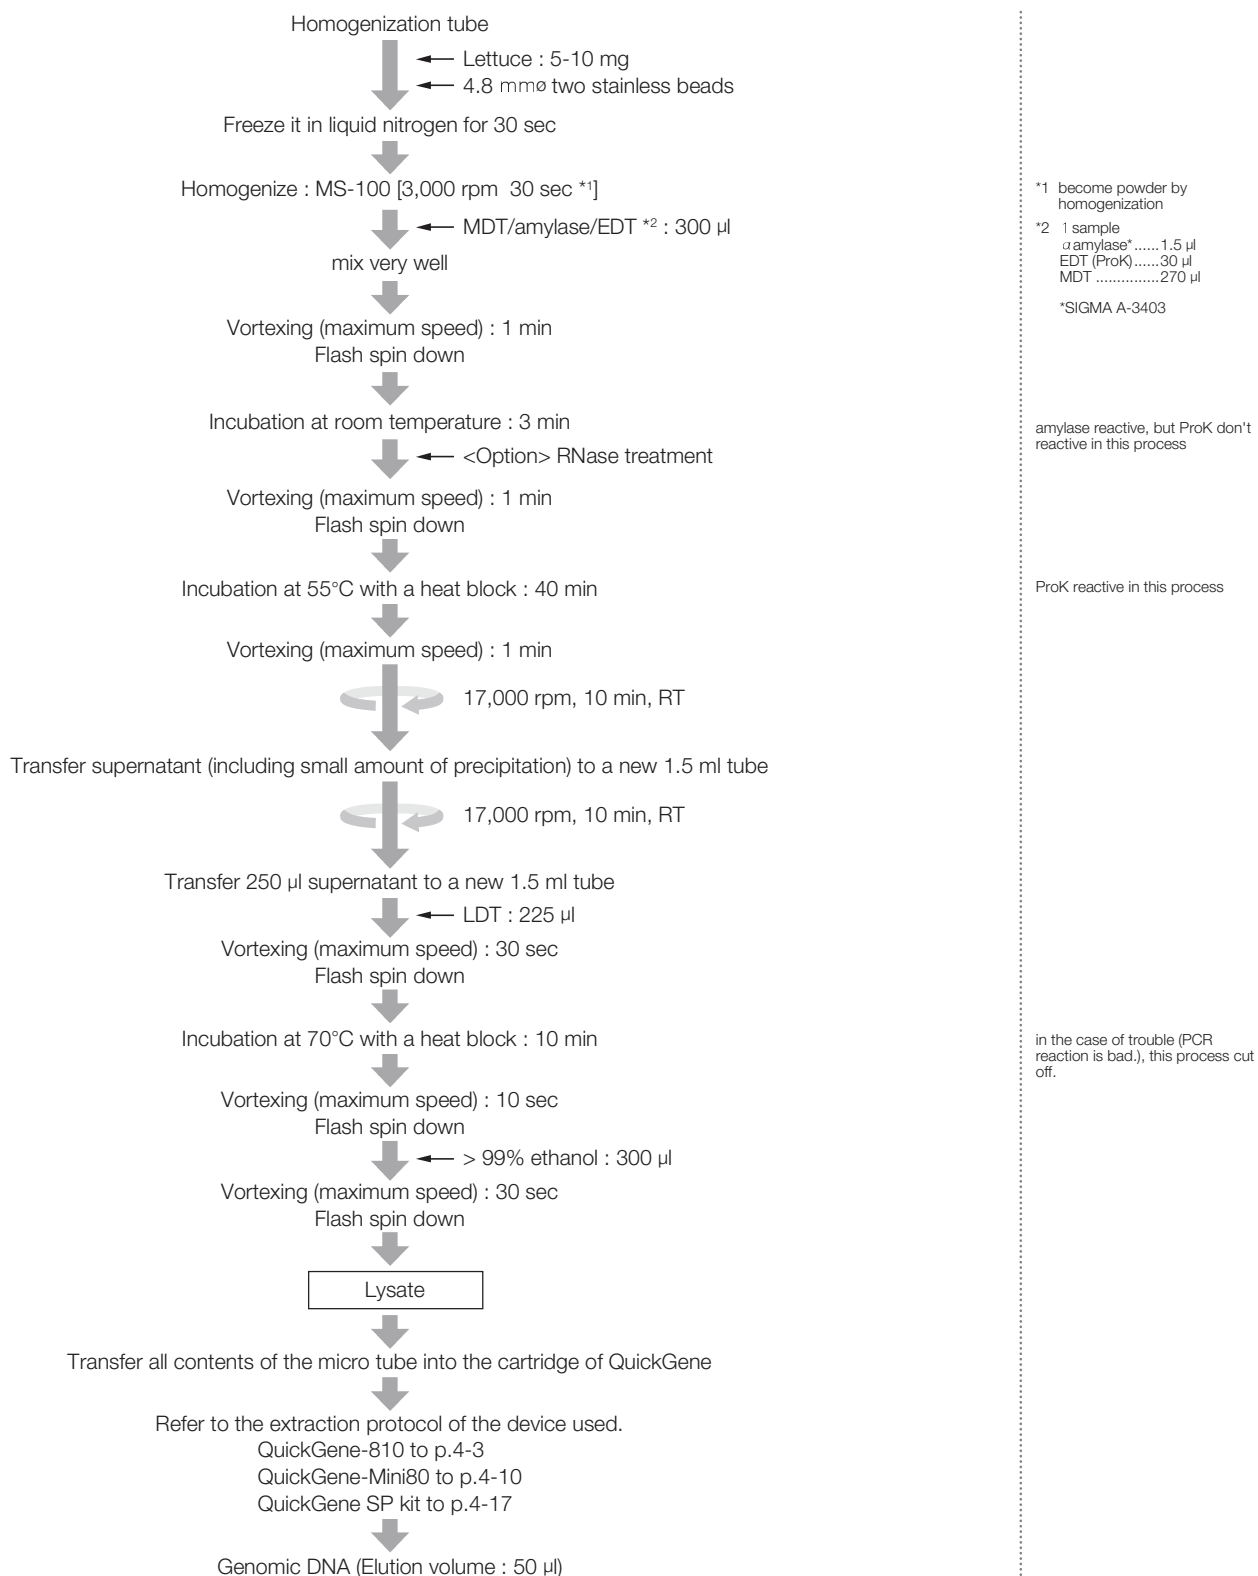 Homogenization tube
Lettuce : 5-10 mg
4.8 mmø two stainless beads
Freeze it in liquid nitrogen for 30 sec
Homogenize : MS-100 [3,000 rpm 30 sec *1]
*1 become powder by
homogenization
MDT/amylase/EDT *2 : 300 µl
*2 1 sample
α amylase*......1.5 µl
EDT (ProK)......30 µl
MDT ...............270 µl
*SIGMA A-3403
mix very well
Vortexing (maximum speed) : 1 min
Flash spin down
Incubation at room temperature : 3 min
amylase reactive, but ProK don't
reactive in this process
<Option> RNase treatment
Vortexing (maximum speed) : 1 min
Flash spin down
Incubation at 55°C with a heat block : 40 min
ProK reactive in this process
Vortexing (maximum speed) : 1 min
17,000 rpm, 10 min, RT
Transfer supernatant (including small amount of precipitation) to a new 1.5 ml tube
17,000 rpm, 10 min, RT
Transfer 250 µl supernatant to a new 1.5 ml tube
LDT : 225 µl
Vortexing (maximum speed) : 30 sec
Flash spin down
Incubation at 70°C with a heat block : 10 min
in the case of trouble (PCR
reaction is bad.), this process cut
off.
Vortexing (maximum speed) : 10 sec
Flash spin down
> 99% ethanol : 300 µl
Vortexing (maximum speed) : 30 sec
Flash spin down
Lysate
Transfer all contents of the micro tube into the cartridge of QuickGene
Refer to the extraction protocol of the device used.
QuickGene-810 to p.4-3
QuickGene-Mini80 to p.4-10
QuickGene SP kit to p.4-17
Genomic DNA (Elution volume : 50 µl)